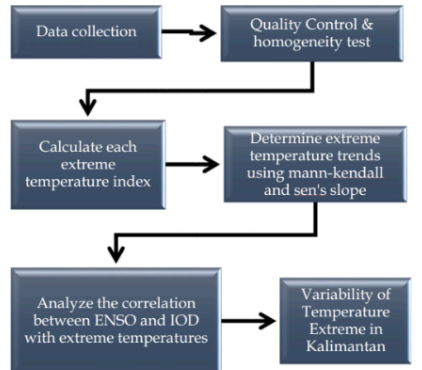 Data collection
Quality Control &
homogeneity test
Calculate each
extreme
temperature index
Determine extreme
temperature trends
using mann-kendall
and sen's slope
Analyze the correlation
between ENSO and IOD
with extreme temperatures
Variability of
Temperature
Extreme in
Kalimantan